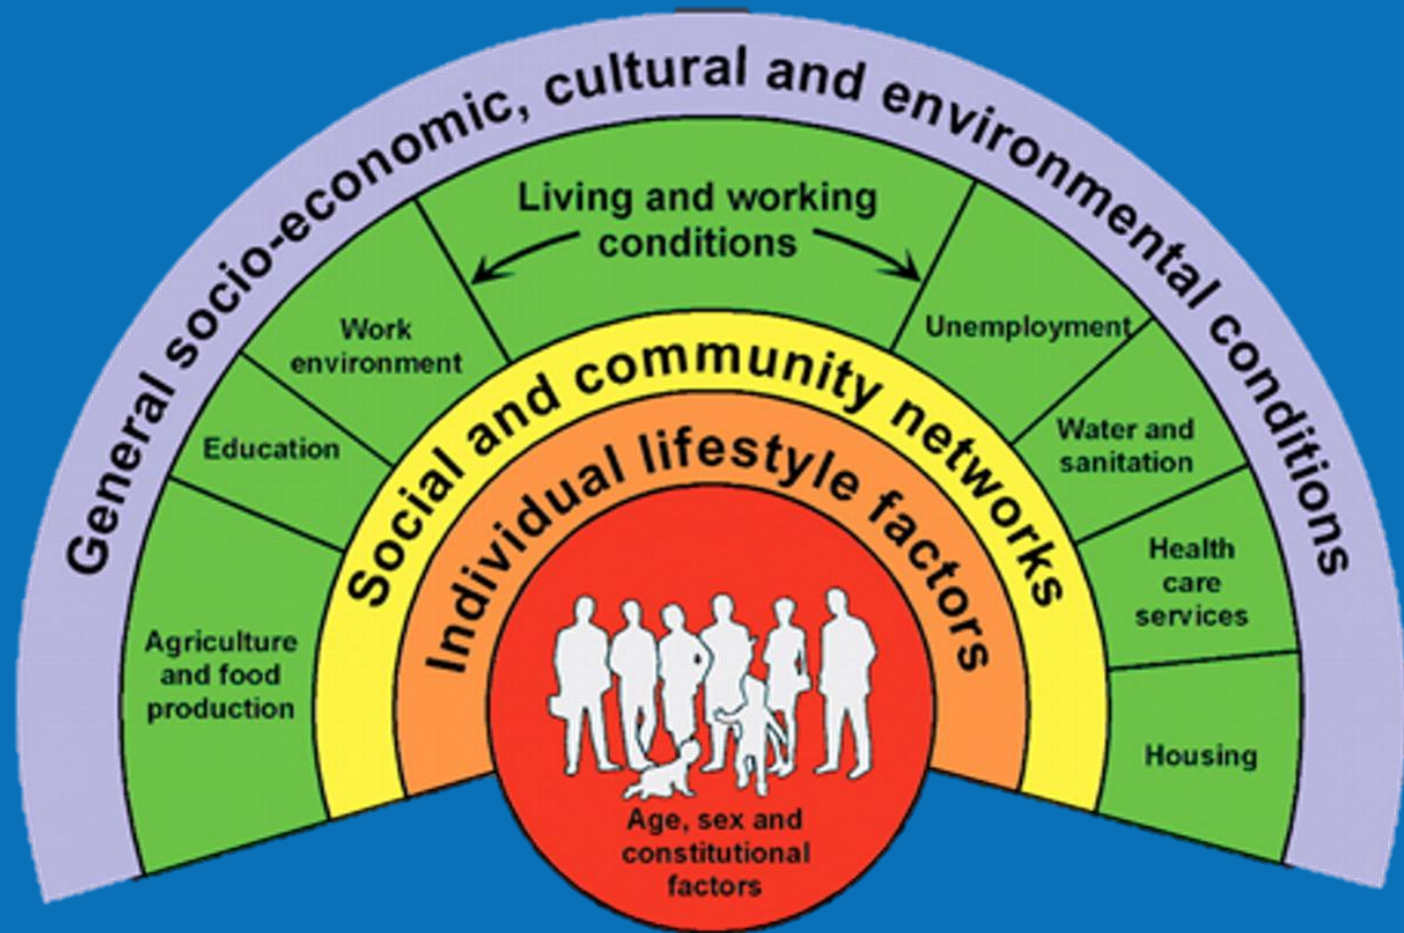 General socio-economic, cultural and environmental conditions
Living and working
conditions
Agriculture
and food
production
Education
Work
environment
Unemployment
Water and
sanitation
Health
care
services
Housing
Social and community networks
Individual lifestyle factors
Age, sex and
constitutional
factors